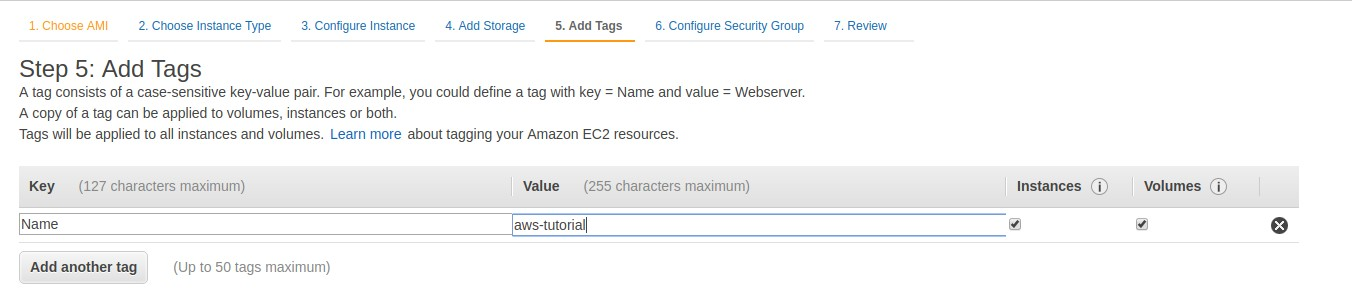 1. Choose AMI 2. Choose Instance Type 3. Configure Instance 4. Add Storage 5. Add Tags 6. Configure Security Group 7. Review
Step 5: Add Tags
A tag consists of a case-sensitive key-value pair. For example, you could define a tag with key = Name and value = Webserver.
A copy of a tag can be applied to volumes, instances or both.
Tags will be applied to all instances and volumes. Learn more about tagging your Amazon EC2 resources.
Key (127 characters maximum) Value (255 characters maximum) Instances Volumes
Name aws-tutorial
Add another tag (Up to 50 tags maximum)